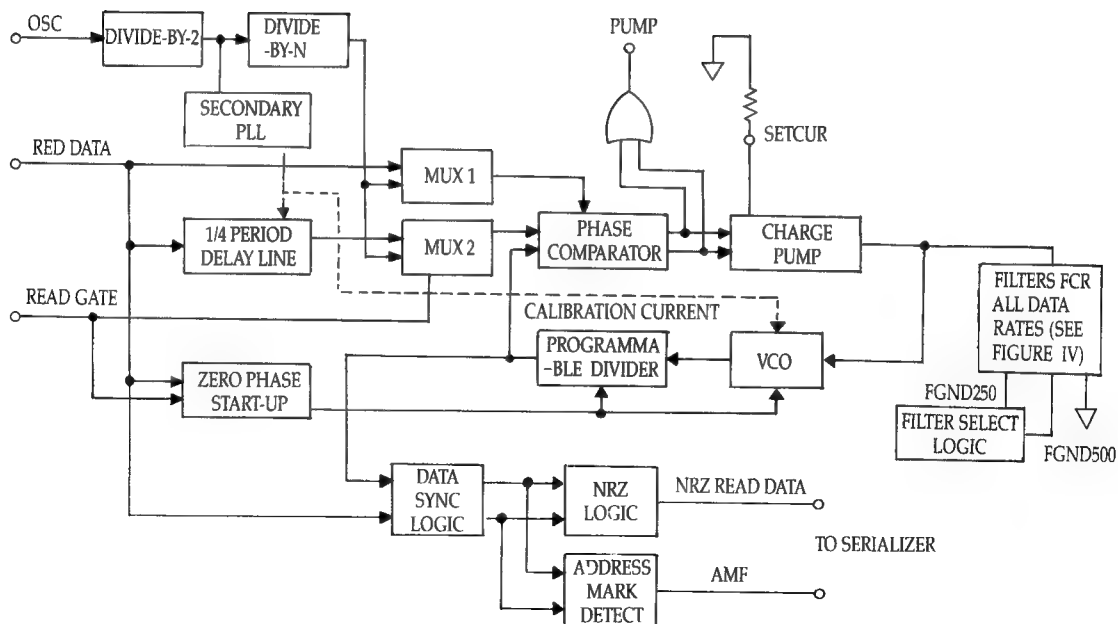 OSC
DIVIDE-BY-2
DIVIDE
-BY-N
PUMP
SETCUR
SECONDARY
PLL
RED DATA
MUX 1
1/4 PERIOD
DELAY LINE
MUX 2
PHASE
COMPARATOR
CHARGE
PUMP
READ GATE
CALIBRATION CURRENT
FILTERS FCR
ALL DATA
RATES (SEE
FIGURE IV)
PROGRAMMA
-BLE DIVIDER
VCO
ZERO PHASE
START-UP
FGND250
FILTER SELECT
LOGIC
FGND500
DATA
SYNC
LOGIC
NRZ
LOGIC
NRZ READ DATA
TO SERIALIZER
ADDRESS
MARK
DETECT
AMF